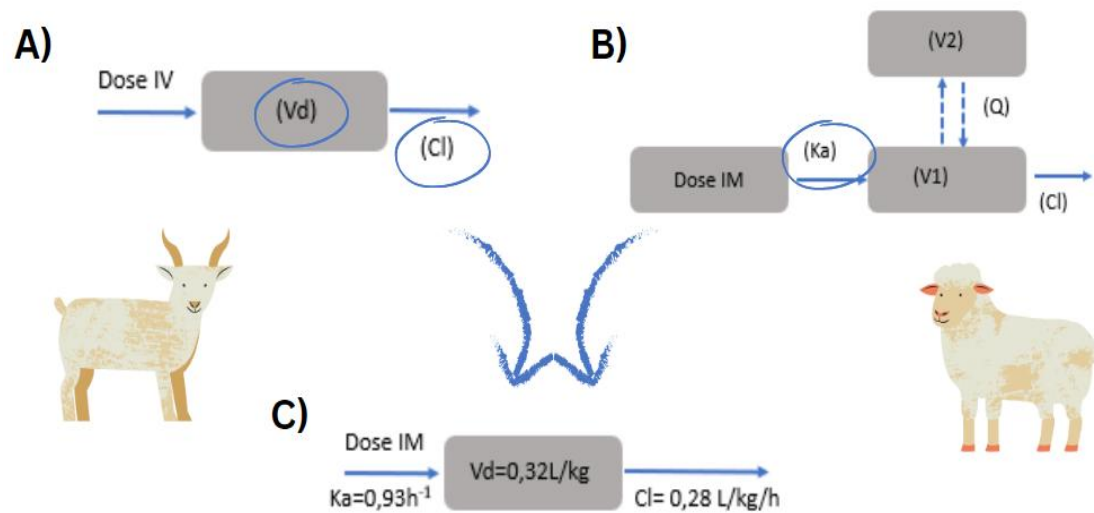 A)
Dose IV
(Vd)
(Cl)
B)
(V2)
(Q)
(Ka)
Dose IM
(V1)
(Cl)
C)
Dose IM
Ka=0,93h⁻¹
Vd=0,32L/kg
Cl= 0,28 L/kg/h